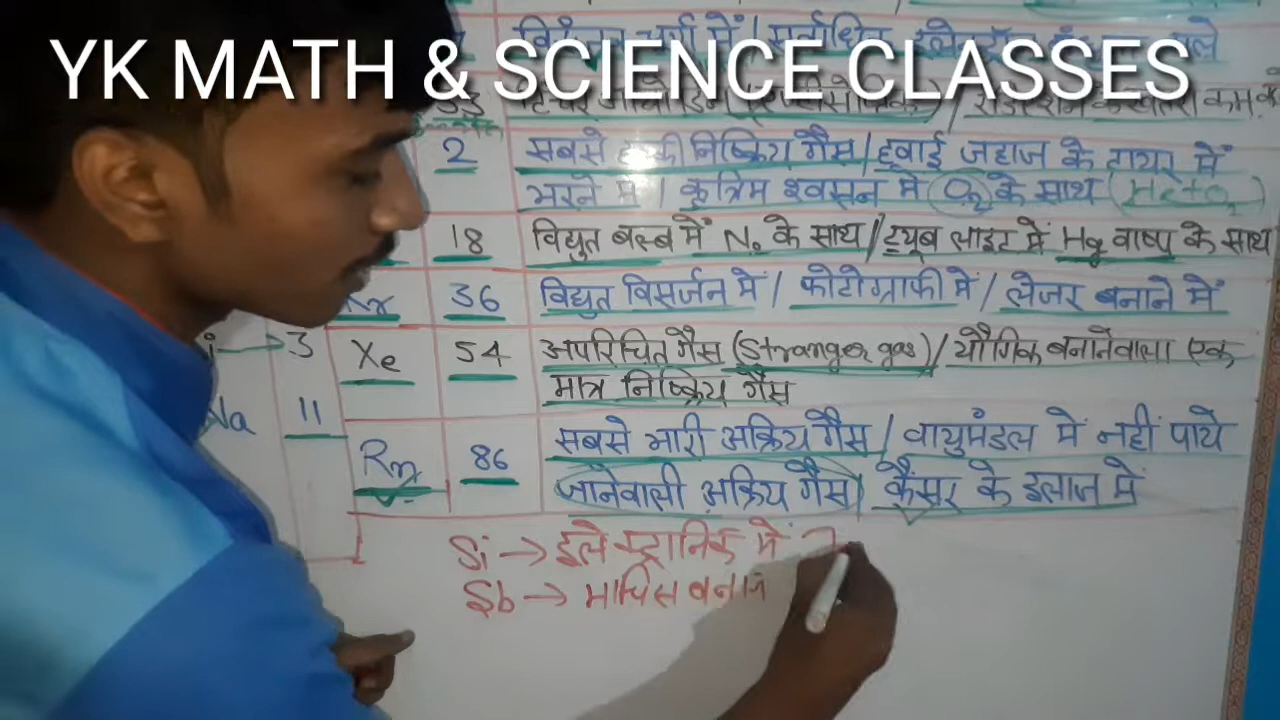 YK MATH & SCIENCE CLASSES
2 सबसे निष्क्रिय गैस / हवाई जहाज के टायर में
भरने में / कृत्रिम श्वसन में O₂ के साथ (He+O₂)
18 विद्युत बल्ब में N₂ के साथ / ट्यूब लाइट में Hg वाष्प के साथ
Kr 36 विद्युत विसर्जन में / फोटोग्राफी में / लेजर बनाने में
3 Xe 54 अपरिचित गैस (Stranger gas) / यौगिक बनानेवाला एक
मात्र निष्क्रिय गैस
Na 11
Rn 86 सबसे भारी अक्रिय गैस / वायुमंडल में नहीं पाये
जानेवाली अक्रिय गैस / कैंसर के इलाज में
Si → इलेक्ट्रानिक में
Sb → माचिस बनाने